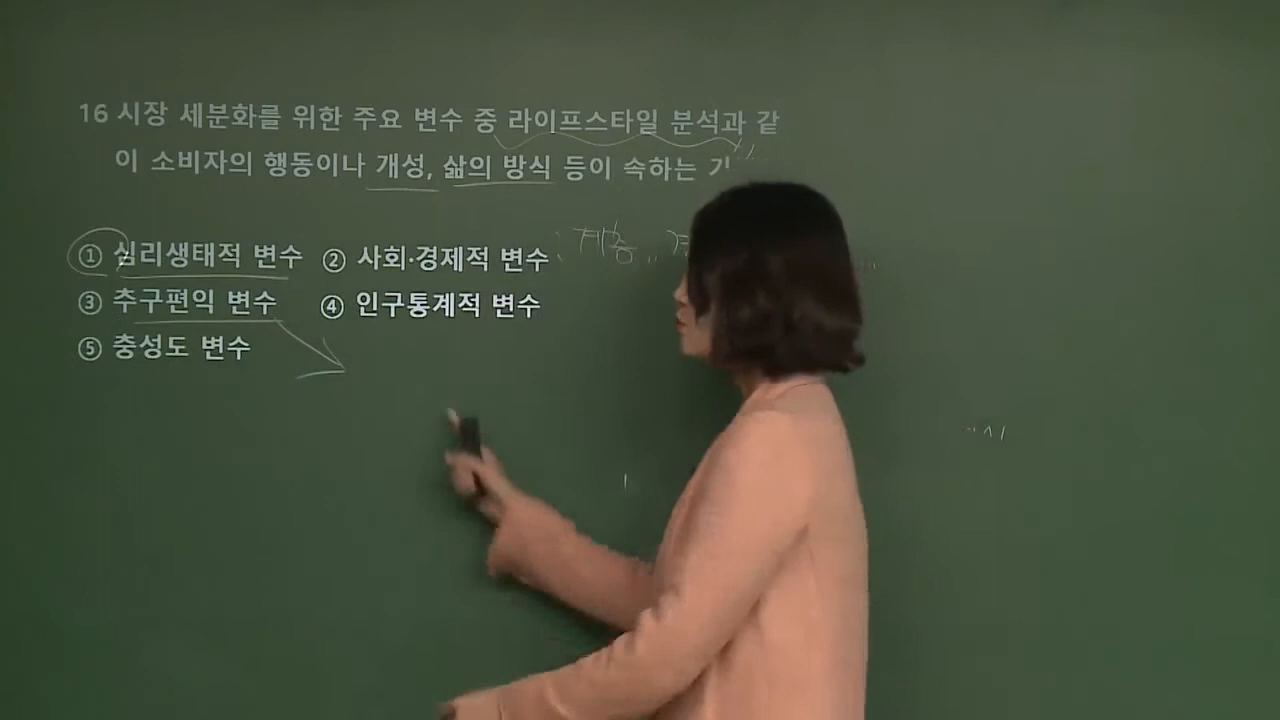 16 시장 세분화를 위한 주요 변수 중 라이프스타일 분석과 같
이 소비자의 행동이나 개성, 삶의 방식 등이 속하는
① 심리생태적 변수 ② 사회·경제적 변수 : 계층
③ 추구편익 변수 ④ 인구통계적 변수
⑤ 충성도 변수